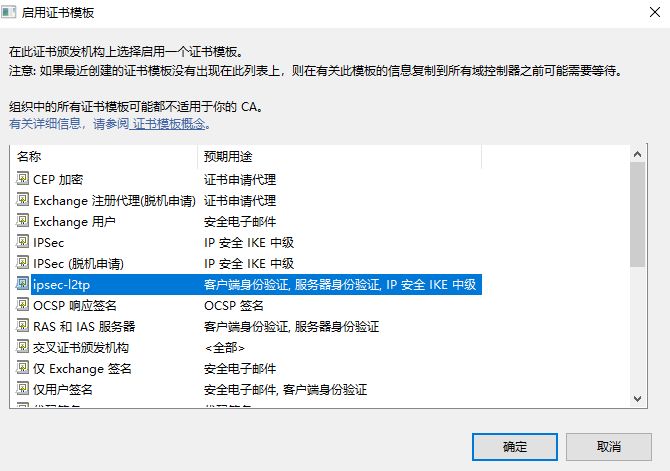 启用证书模板
在此证书颁发机构上选择启用一个证书模板。
注意: 如果最近创建的证书模板没有出现在此列表上，则在有关此模板的信息复制到所有域控制器之前可能需要等待。
组织中的所有证书模板可能都不适用于你的 CA。
有关详细信息，请参阅 证书模板概念。
名称 预期用途
CEP 加密 证书申请代理
Exchange 注册代理(脱机申请) 证书申请代理
Exchange 用户 安全电子邮件
IPSec IP 安全 IKE 中级
IPSec (脱机申请) IP 安全 IKE 中级
ipsec-l2tp 客户端身份验证, 服务器身份验证, IP 安全 IKE 中级
OCSP 响应签名 OCSP 签名
RAS 和 IAS 服务器 客户端身份验证, 服务器身份验证
交叉证书颁发机构 <全部>
仅 Exchange 签名 安全电子邮件
仅用户签名 安全电子邮件, 客户端身份验证
确定 取消